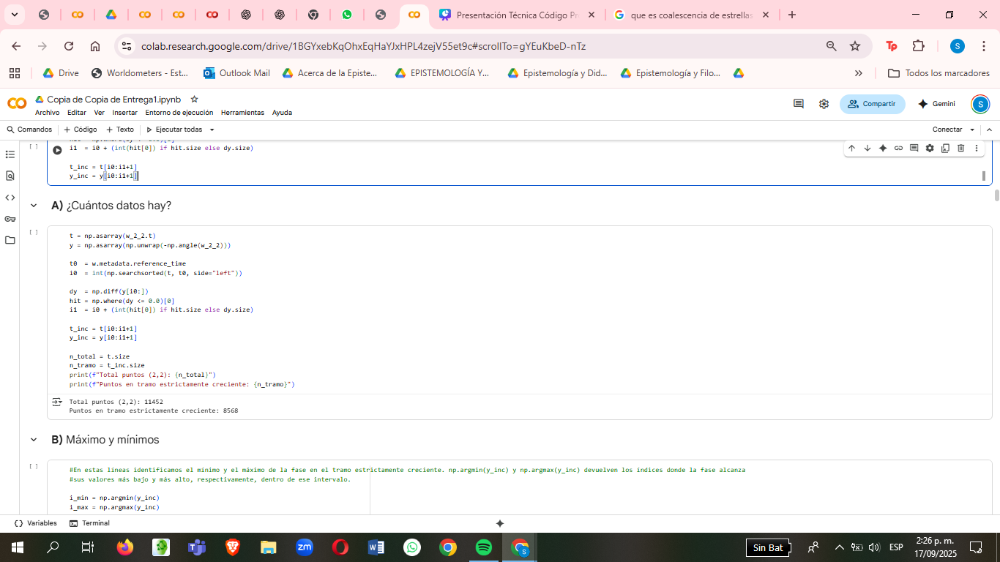 Presentación Técnica Código Pr
que es coalescencia de estrellas
colab.research.google.com/drive/1BGYxebKqOhxEqHaYJxHPL4zejV55et9c#scrollTo=gYEuKbeD-nTz
Tp
S
Drive
Worldometers - Est...
Outlook Mail
Acerca de la Episte...
EPISTEMOLOGÍA Y...
Epistemología y Did...
Epistemología y Filo...
Todos los marcadores
Copia de Copia de Entrega1.ipynb
Compartir
Gemini
S
Archivo
Editar
Ver
Insertar
Entorno de ejecución
Herramientas
Ayuda
Comandos
+ Código
+ Texto
Ejecutar todas
Conectar
[ ]
i1  = i0 + (int(hit[0]) if hit.size else dy.size)
t_inc = t[i0:i1+1]
y_inc = y[i0:i1+1]
A) ¿Cuántos datos hay?
[ ]
t = np.asarray(w_2_2.t)
y = np.asarray(np.unwrap(-np.angle(w_2_2)))
t0  = w.metadata.reference_time
i0  = int(np.searchsorted(t, t0, side="left"))
dy  = np.diff(y[i0:])
hit = np.where(dy <= 0.0)[0]
i1  = i0 + (int(hit[0]) if hit.size else dy.size)
t_inc = t[i0:i1+1]
y_inc = y[i0:i1+1]
n_total = t.size
n_tramo = t_inc.size
print(f"Total puntos (2,2): {n_total}")
print(f"Puntos en tramo estrictamente creciente: {n_tramo}")
Total puntos (2,2): 11452
Puntos en tramo estrictamente creciente: 8568
B) Máximo y mínimos
[ ]
#En estas líneas identificamos el mínimo y el máximo de la fase en el tramo estrictamente creciente. np.argmin(y_inc) y np.argmax(y_inc) devuelven los índices donde la fase alcanza
#sus valores más bajo y más alto, respectivamente, dentro de ese intervalo.
i_min = np.argmin(y_inc)
i_max = np.argmax(y_inc)
Variables
Terminal
zm
Sin Bat
ESP
2:26 p. m.
17/09/2025